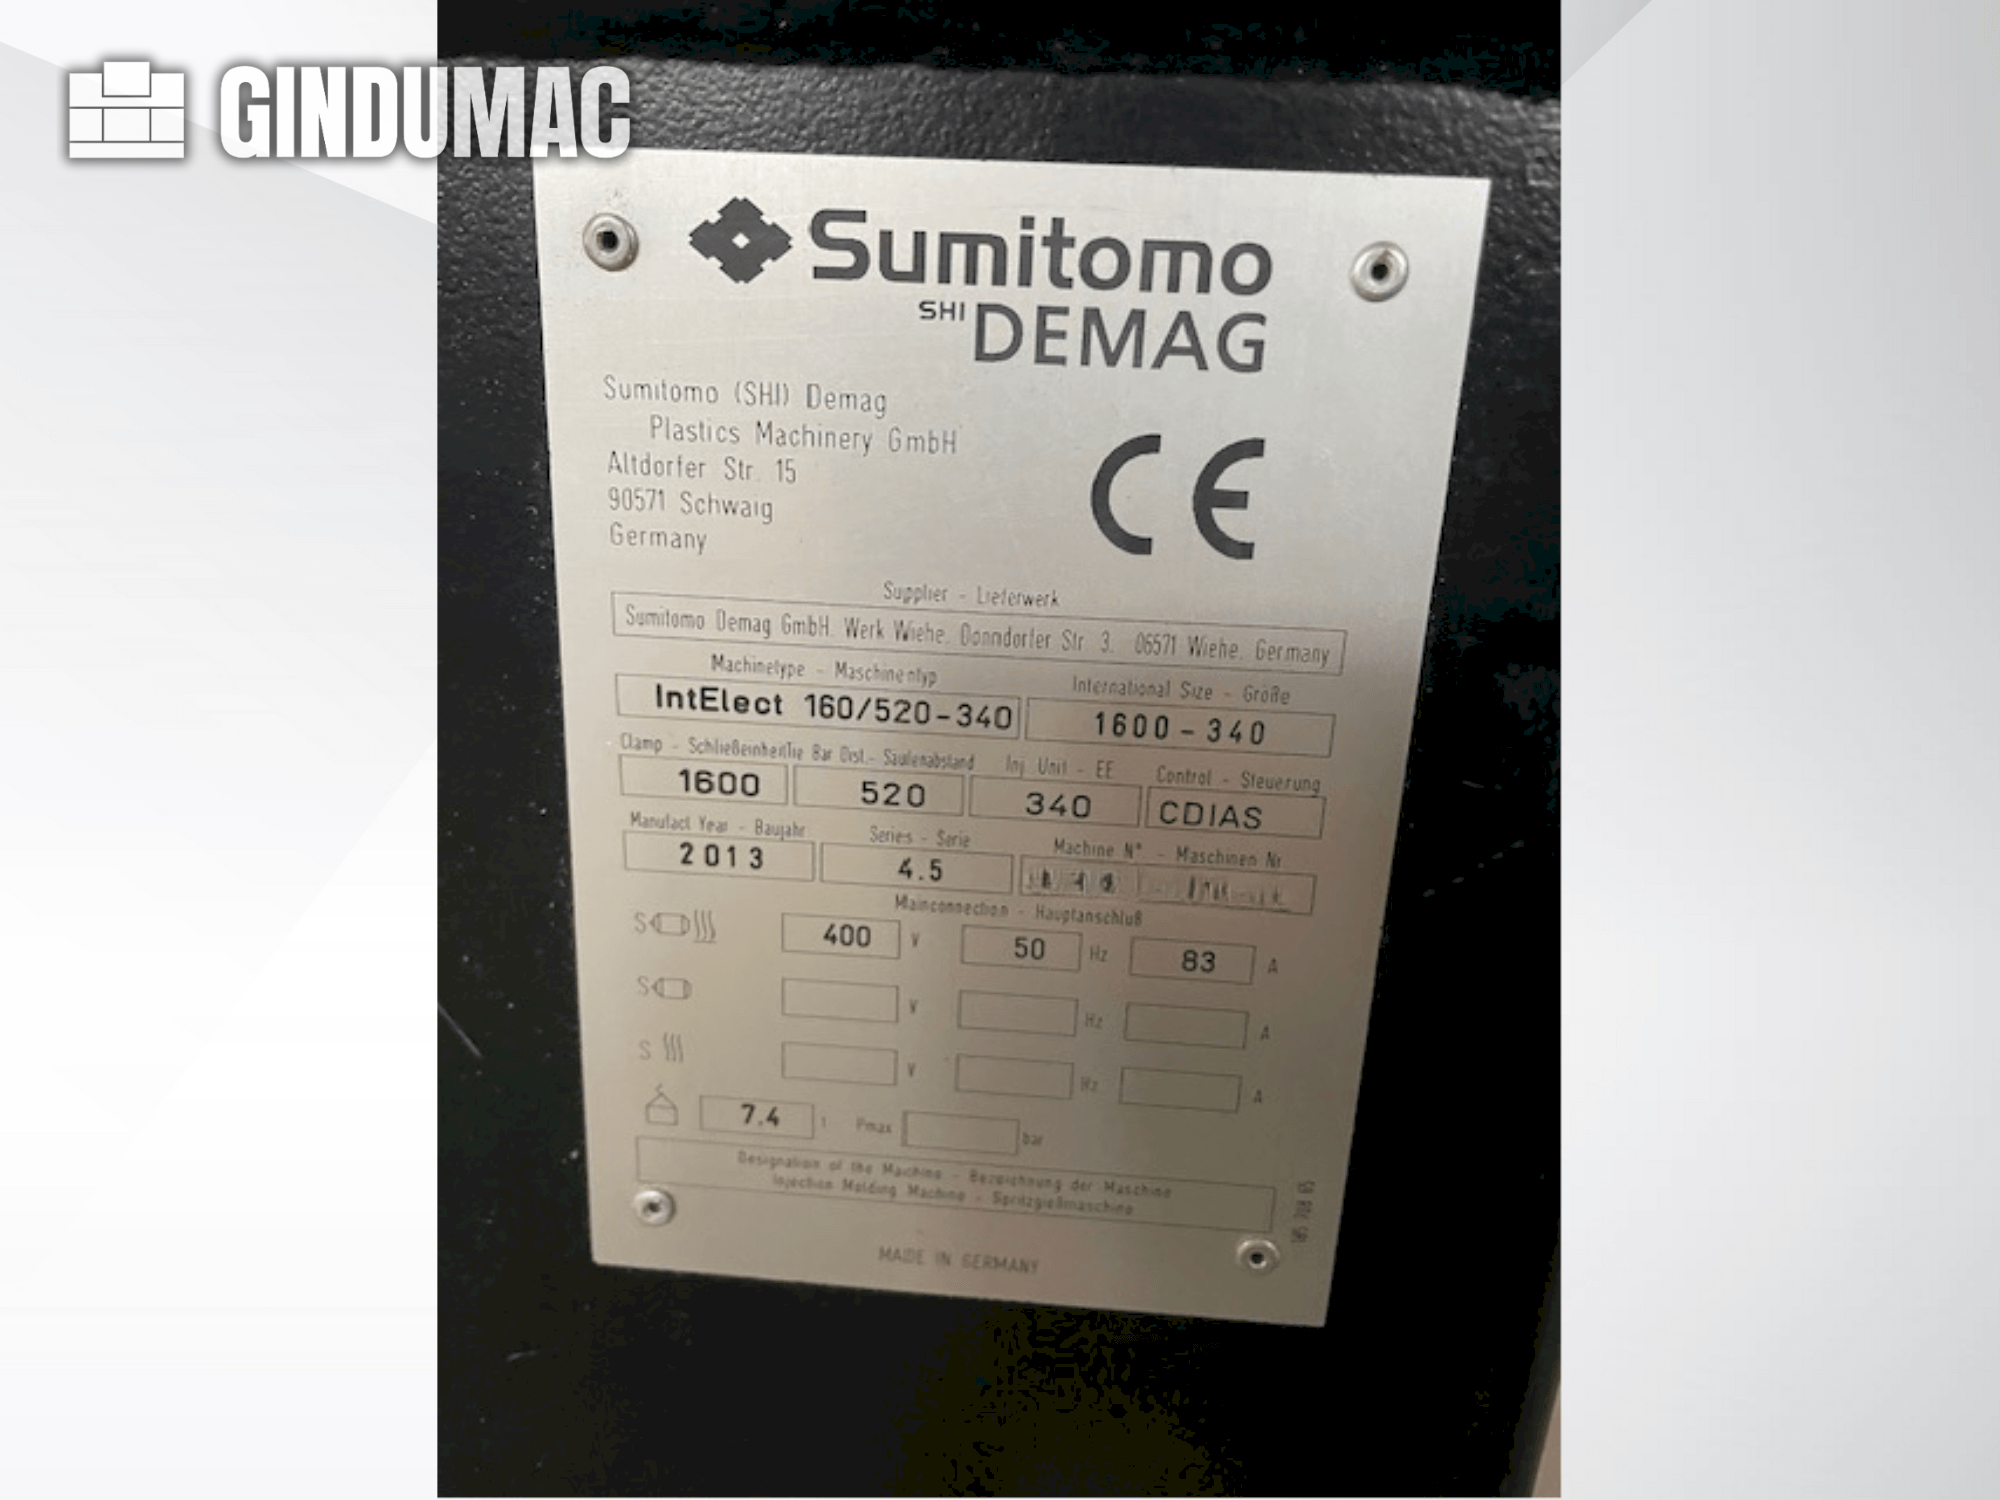 GINDUMAC
Sumitomo
SHI DEMAG
Sumitomo (SHI) Demag
Plastics Machinery GmbH
Altdorfer Str. 15
90571 Schwaig
Germany
CE
Supplier - Lieferwerk
Sumitomo Demag GmbH. Werk Wiehe. Donndorfer Str 3. 06571 Wiehe. Germany
Machinetype - Maschinentyp International Size - Größe
IntElect 160/520-340 1600-340
Clamp - Schließeinheit Tie Bar Dist.- Säulenabstand Inj Unit - EE Control - Steuerung
1600 520 340 CDIAS
Manufact Year - Baujahr Series - Serie Machine N° - Maschinen Nr
2013 4.5
Mainconnection - Hauptanschluß
S 400 V 50 Hz 83 A
S V Hz A
S V Hz A
7.4 t Pmax bar
Designation of the Machine - Bezeichnung der Maschine
Injection Molding Machine - Spritzgießmaschine
MADE IN GERMANY